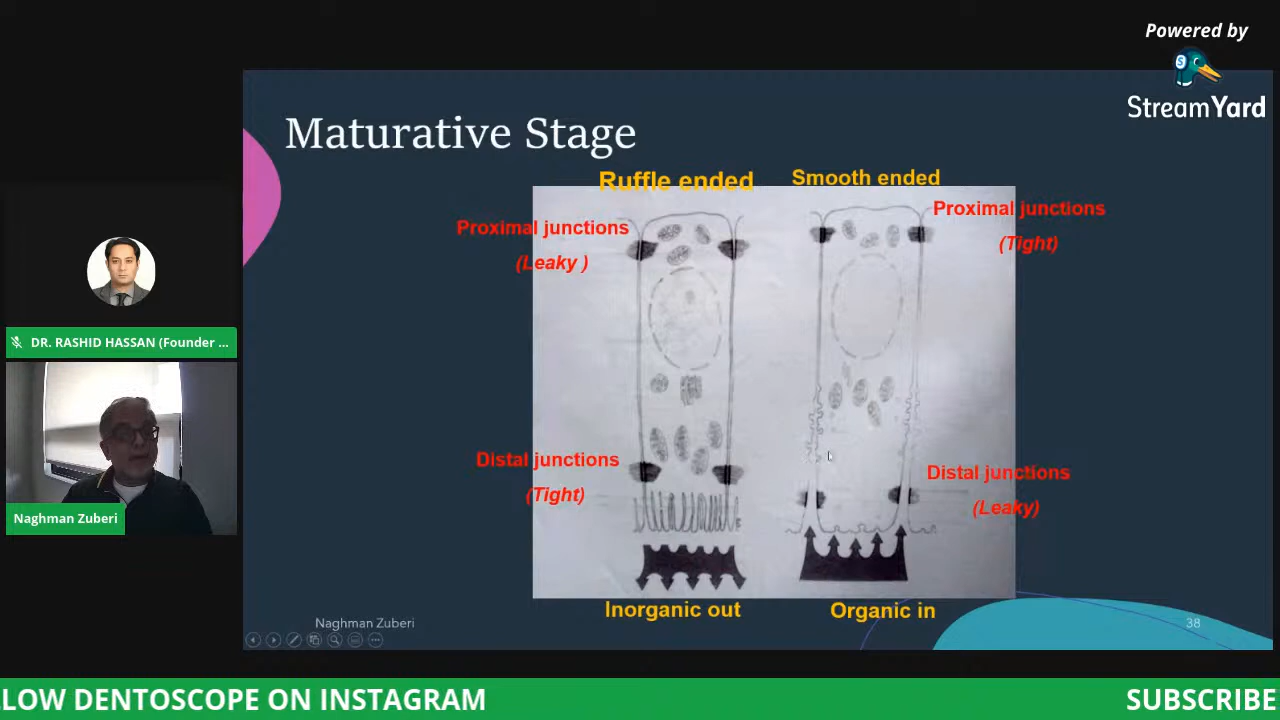 Powered by
StreamYard
Maturative Stage
Ruffle ended
Smooth ended
Proximal junctions
(Leaky )
Proximal junctions
(Tight)
DR. RASHID HASSAN (Founder ...
Distal junctions
(Tight)
Distal junctions
(Leaky)
Naghman Zuberi
Inorganic out
Organic in
Naghman Zuberi
38
LLOW DENTOSCOPE ON INSTAGRAM
SUBSCRIBE